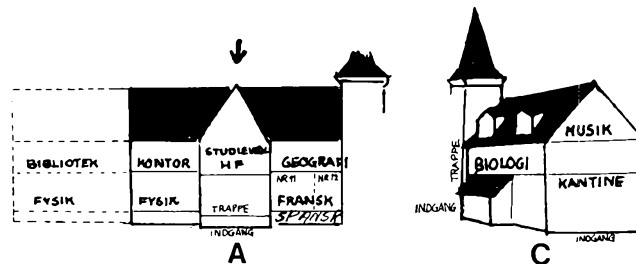 BIBLIOTEK KONTOR STUDIEVEJL HF GEOGRAFI
NR 11 NR 12
FYSIK FYSIK TRAPPE FRANSK
SPANSK
INDGANG
A
MUSIK
BIOLOGI
KANTINE
TRAPPE
INDGANG
INDGANG
C